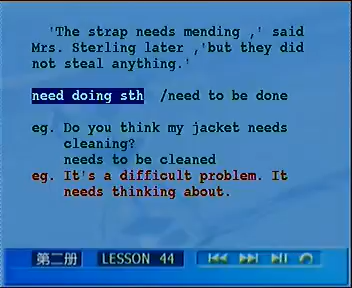 'The strap needs mending ,' said
Mrs. Sterling later ,'but they did
not steal anything.'
need doing sth /need to be done
eg. Do you think my jacket needs
cleaning?
needs to be cleaned
eg. It's a difficult problem. It
needs thinking about.
第二册 LESSON 44